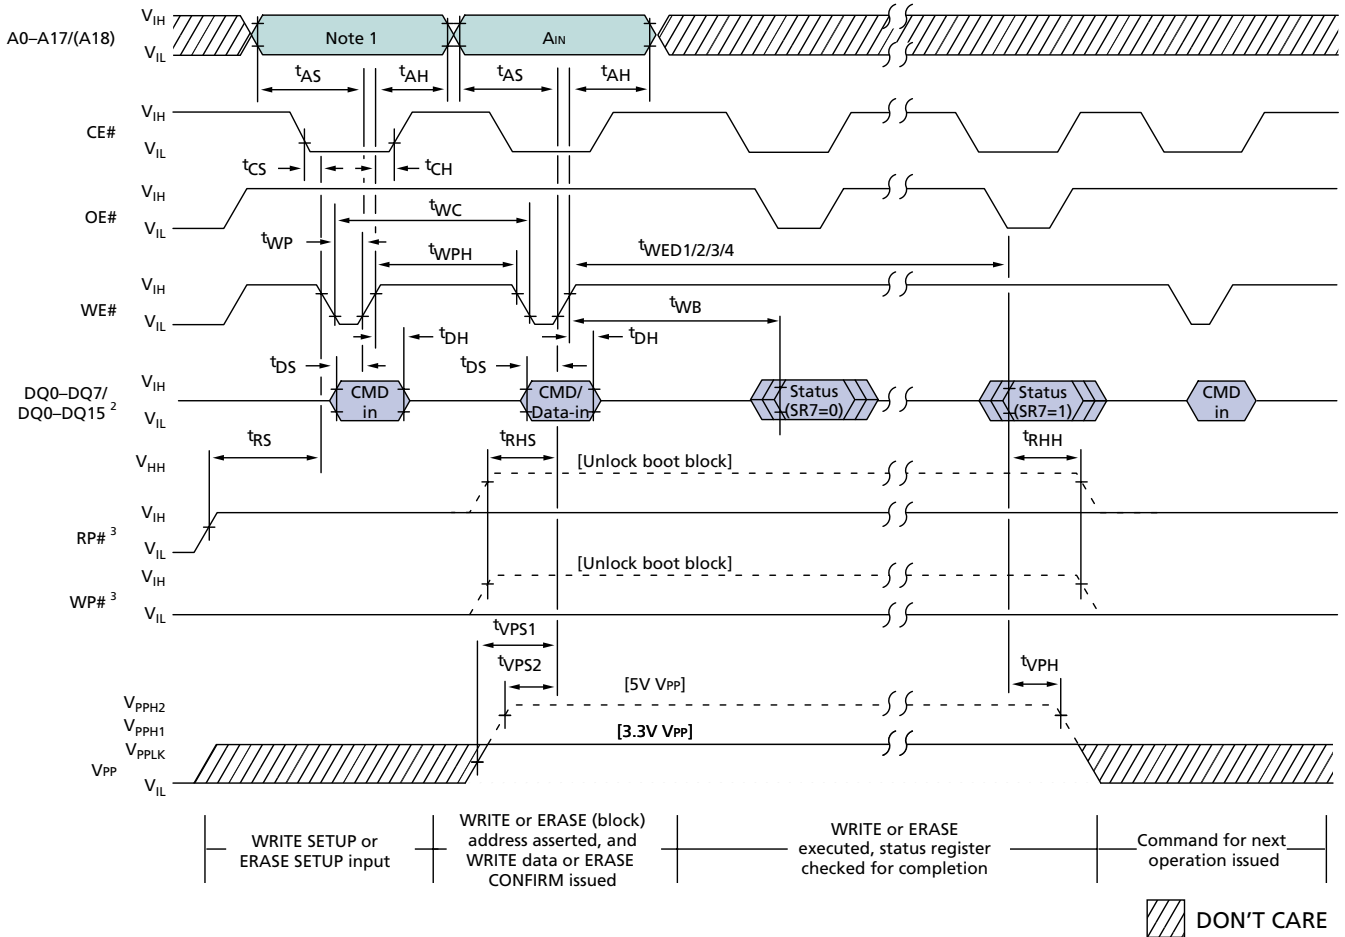 A0–A17/(A18)
VIH
VIL
Note 1
AIN
tAS
tAH
tAS
tAH
CE#
VIH
VIL
tCS
tCH
OE#
VIH
VIL
tWC
tWP
tWPH
tWED1/2/3/4
WE#
VIH
VIL
tWB
tDH
tDH
tDS
tDS
DQ0–DQ7/
DQ0–DQ15 2
VIH
VIL
CMD
in
CMD/
Data-in
Status
(SR7=0)
Status
(SR7=1)
CMD
in
tRS
tRHS
tRHH
[Unlock boot block]
VHH
VIH
RP# 3
VIL
[Unlock boot block]
VIH
WP# 3
VIL
tVPS1
tVPS2
tVPH
[5V VPP]
VPPH2
VPPH1
[3.3V VPP]
VPPLK
VPP
VIL
WRITE SETUP or
ERASE SETUP input
WRITE or ERASE (block)
address asserted, and
WRITE data or ERASE
CONFIRM issued
WRITE or ERASE
executed, status register
checked for completion
Command for next
operation issued
DON'T CARE